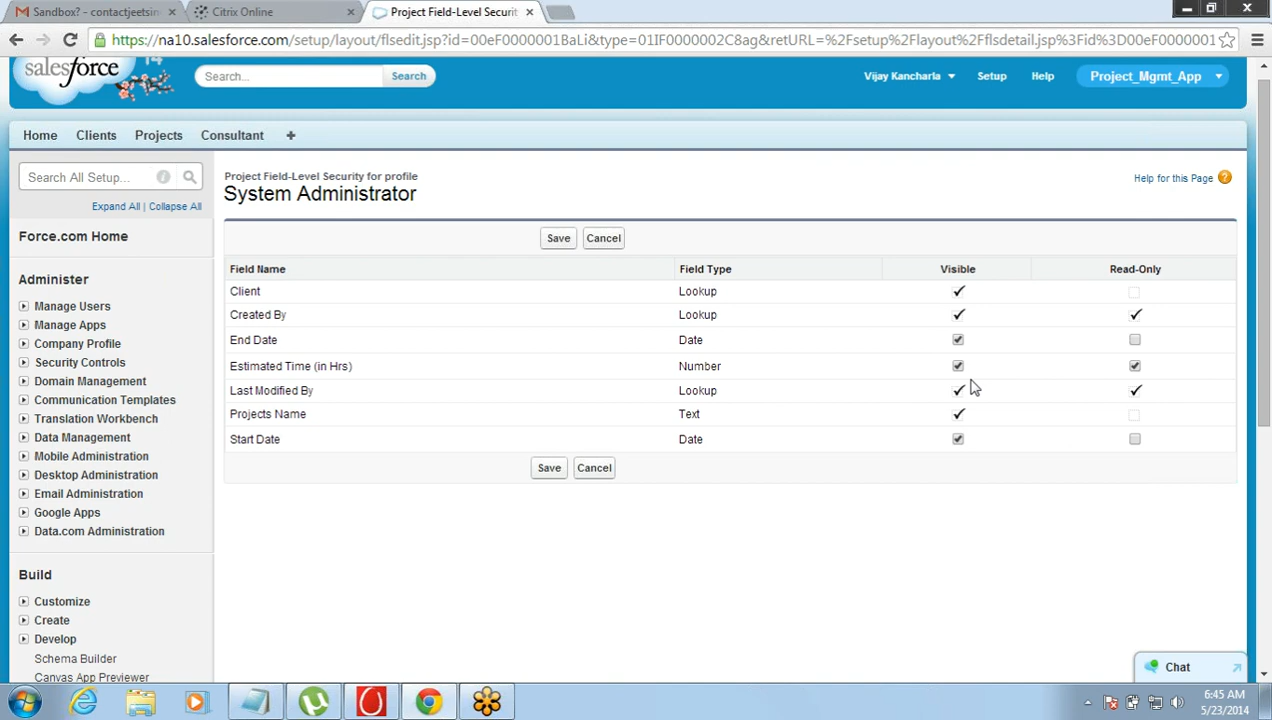 Sandbox? - contactjeetsin
Citrix Online
Project Field-Level Securit
https://na10.salesforce.com/setup/layout/flsedit.jsp?id=00eF0000001BaLi&type=01IF0000002C8ag&retURL=%2Fsetup%2Flayout%2Fflsdetail.jsp%3Fid%3D00eF0000001
salesforce
14
Search...
Search
Vijay Kancharla
Setup
Help
Project_Mgmt_App
Home
Clients
Projects
Consultant
+
Search All Setup...
Expand All | Collapse All
Force.com Home
Administer
Manage Users
Manage Apps
Company Profile
Security Controls
Domain Management
Communication Templates
Translation Workbench
Data Management
Mobile Administration
Desktop Administration
Email Administration
Google Apps
Data.com Administration
Build
Customize
Create
Develop
Schema Builder
Canvas App Previewer
Project Field-Level Security for profile
System Administrator
Help for this Page
Save Cancel
Field Name Field Type Visible Read-Only
Client Lookup
Created By Lookup
End Date Date
Estimated Time (in Hrs) Number
Last Modified By Lookup
Projects Name Text
Start Date Date
Save Cancel
Chat
6:45 AM
5/23/2014